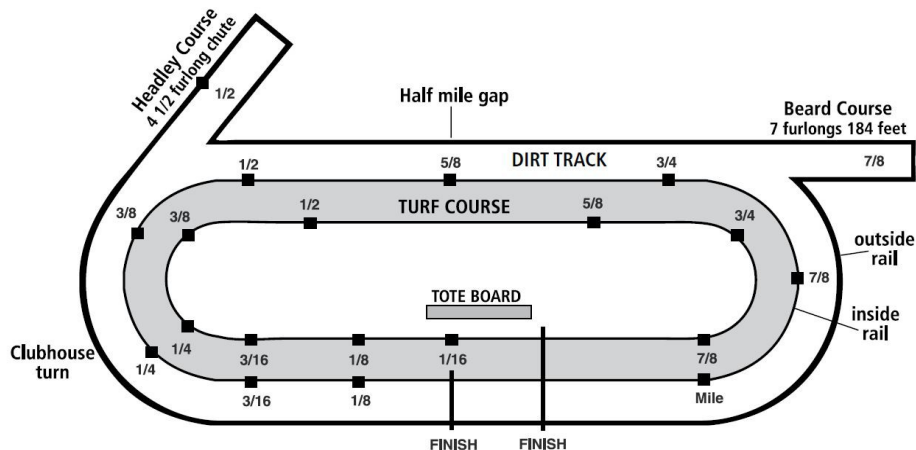 Headley Course
4 1/2 furlong chute
1/2
Half mile gap
Beard Course
7 furlongs 184 feet
1/2
5/8
DIRT TRACK
3/4
7/8
3/8
3/8
1/2
TURF COURSE
5/8
3/4
outside
rail
7/8
TOTE BOARD
inside
rail
Clubhouse
turn
1/4
1/4
3/16
1/8
1/16
7/8
3/16
1/8
Mile
FINISH
FINISH